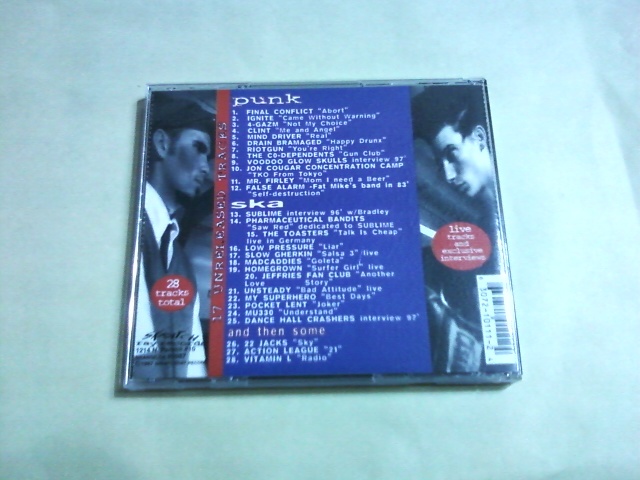 punk
1. FINAL CONFLICT "Abort"
2. IGNITE "Came Without Warning"
3. 4-GAZM "Not My Choice"
4. CLINT "Me and Angel"
5. MIND DRIVER "Real"
6. DRAIN BRAMAGED "Happy Drunx"
7. RIOTGUN "You're Right"
8. THE CO-DEPENDENTS "Gun Club"
9. VOODOO GLOW SKULLS interview 97'
10. JON COUGAR CONCENTRATION CAMP
"TKO From Tokyo"
11. MR. FIRLEY "Mom I need a Beer"
12. FALSE ALARM -Fat Mike's band in 83'
"Self-destruction"
ska
13. SUBLIME interview 96' w/Bradley
14. PHARMACEUTICAL BANDITS
"Saw Red" dedicated to SUBLIME
15. THE TOASTERS "Talk Is Cheap"
live in Germany
16. LOW PRESSURE "Liar"
17. SLOW GHERKIN "Salsa 3" live
18. MADCADDIES "Goleta"
19. HOMEGROWN "Surfer Girl" live
20. JEFFRIES FAN CLUB "Another
Love Story"
21. UNSTEADY "Bad Attitude" live
22. MY SUPERHERO "Best Days"
23. POCKET LENT "Joker"
24. MU330 "Understand"
25. DANCE HALL CRASHERS interview 97'
and then some
26. 22 JACKS "Sky"
27. ACTION LEAGUE "21"
28. VITAMIN L "Radio"
17 UNRELEASED TRACKS
28
tracks
total
live
tracks
and
exclusive
interviews